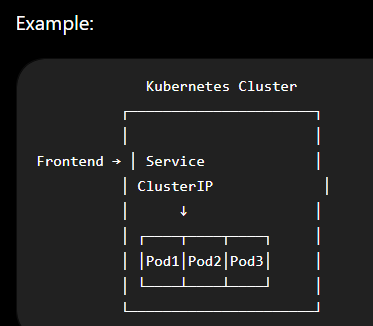 Example:
Kubernetes Cluster
Frontend → Service
ClusterIP
↓
Pod1 Pod2 Pod3